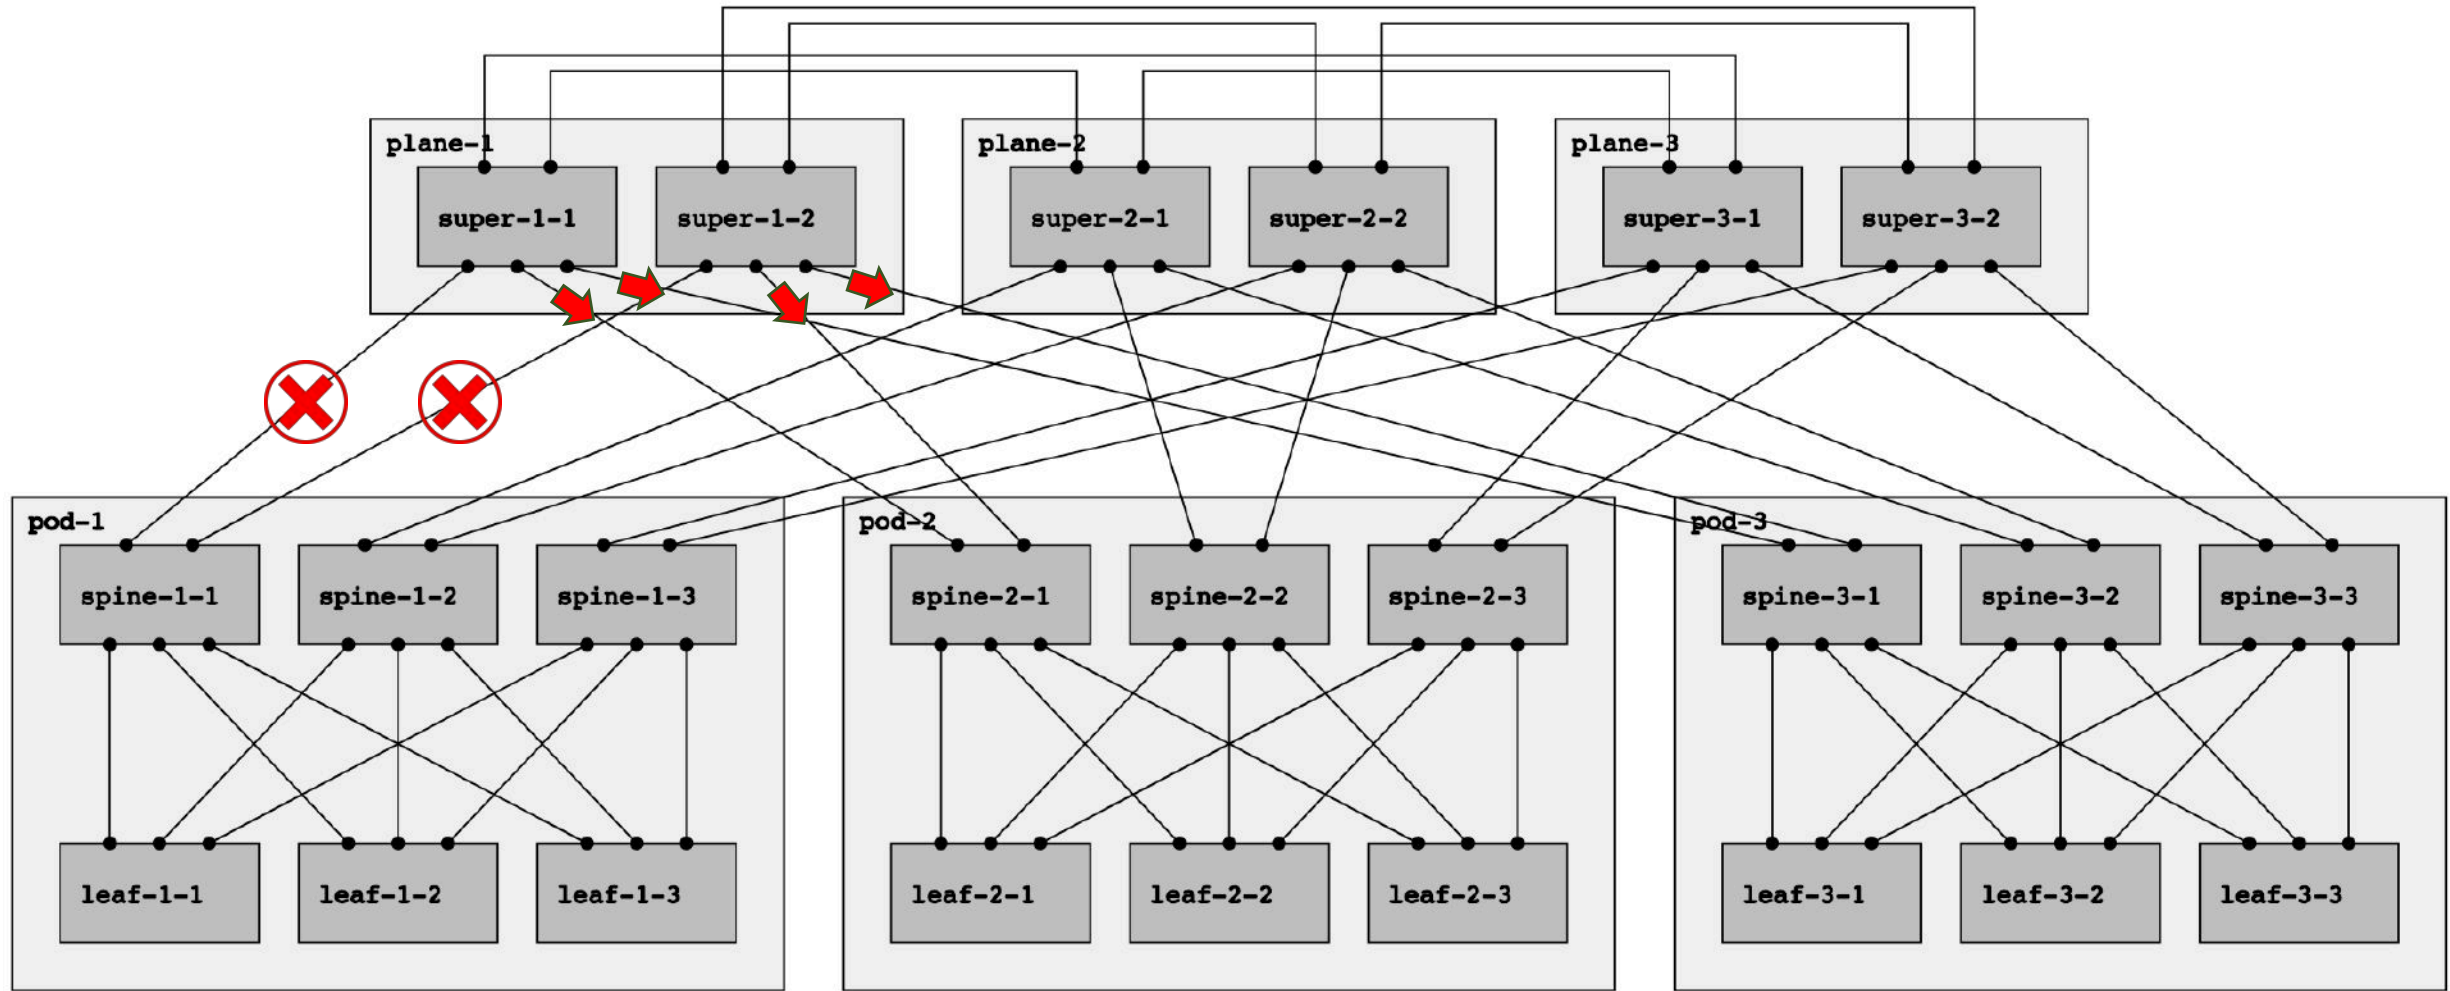 plane-1
plane-2
plane-3
super-1-1
super-1-2
super-2-1
super-2-2
super-3-1
super-3-2
pod-1
pod-2
pod-3
spine-1-1
spine-1-2
spine-1-3
spine-2-1
spine-2-2
spine-2-3
spine-3-1
spine-3-2
spine-3-3
leaf-1-1
leaf-1-2
leaf-1-3
leaf-2-1
leaf-2-2
leaf-2-3
leaf-3-1
leaf-3-2
leaf-3-3